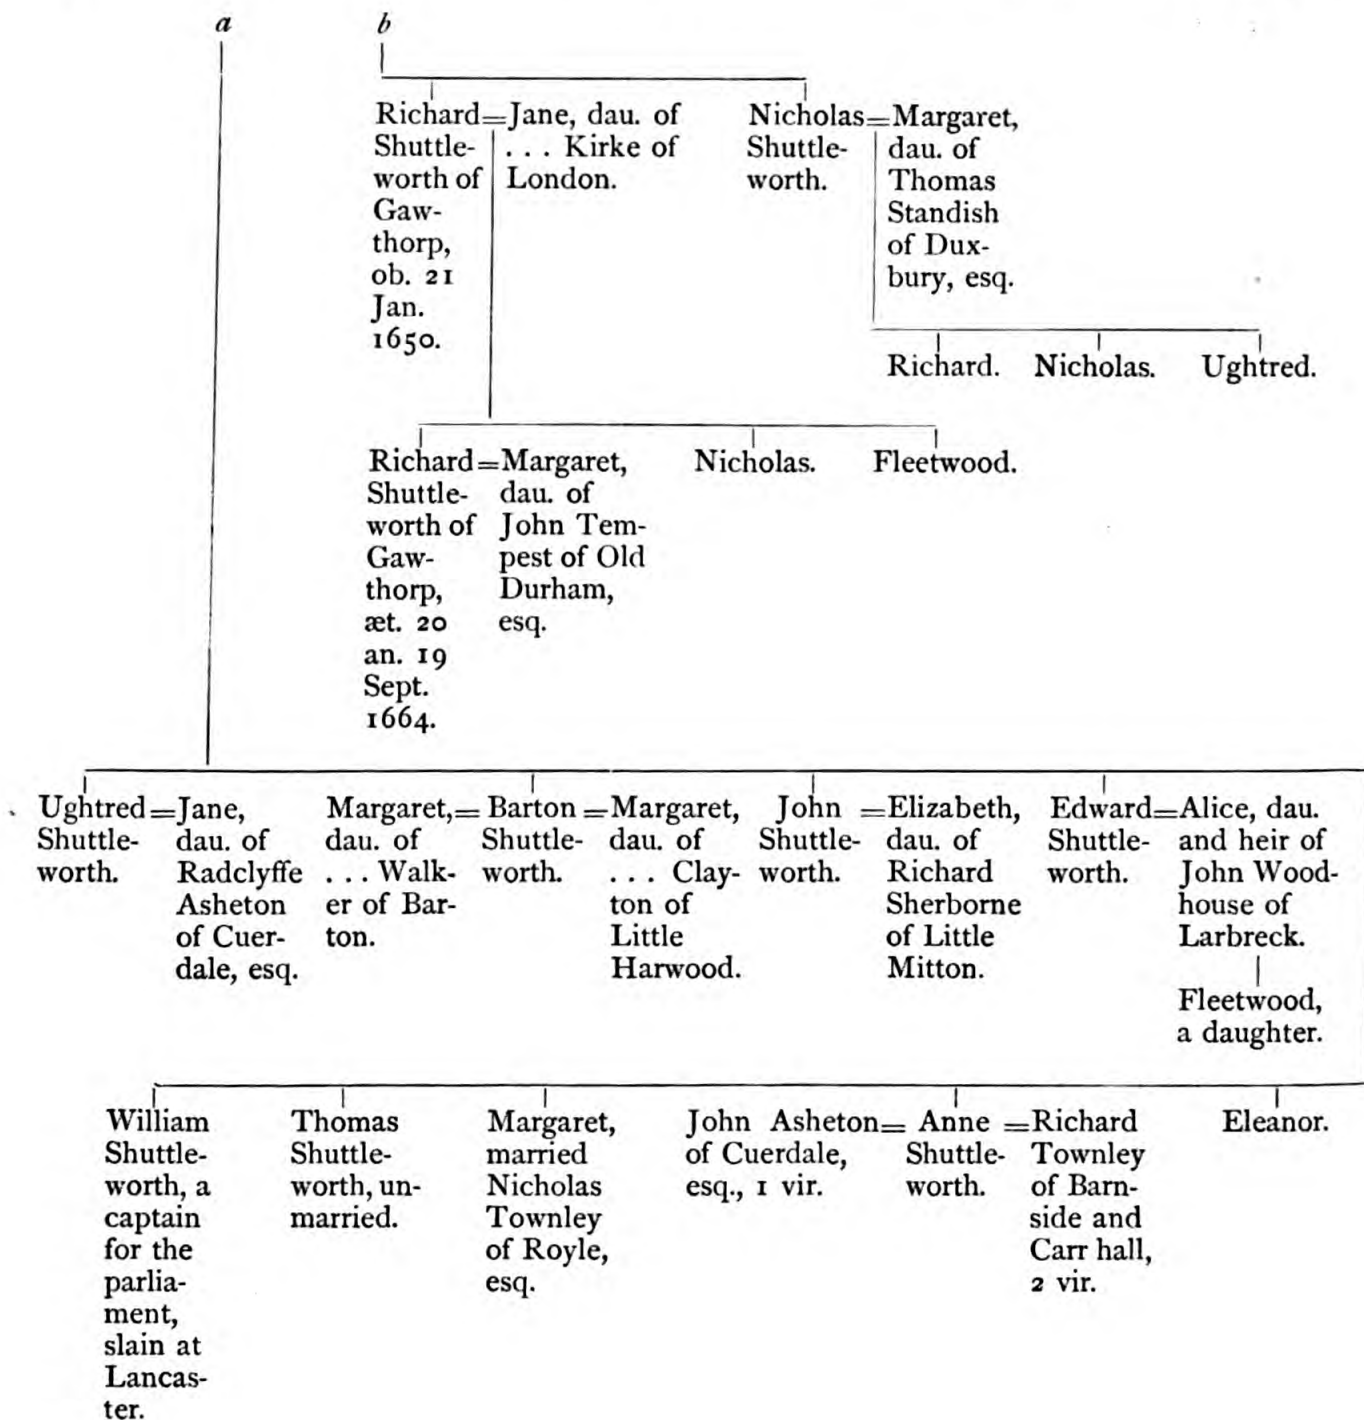 a
b
Richard=Jane, dau. of
Shuttle-
. . . Kirke of
worth of
London.
Gaw-
thorp,
ob. 21
Jan.
1650.
Nicholas=Margaret,
Shuttle-
dau. of
worth.
Thomas
Standish
of Dux-
bury, esq.
Richard.
Nicholas.
Ughtred.
Richard=Margaret,
Shuttle-
dau. of
worth of
John Tem-
Gaw-
pest of Old
thorp,
Durham,
æt. 20
esq.
an. 19
Sept.
1664.
Nicholas.
Fleetwood.
Ughtred=Jane,
Shuttle-
dau. of
worth.
Radclyffe
Asheton
of Cuer-
dale, esq.
Margaret,=
dau. of
. . . Walk-
er of Bar-
ton.
Barton
Shuttle-
worth.
=Margaret,
dau. of
. . . Clay-
ton of
Little
Harwood.
John
Shuttle-
worth.
=Elizabeth,
dau. of
Richard
Sherborne
of Little
Mitton.
Edward=Alice, dau.
Shuttle-
and heir of
worth.
John Wood-
house of
Larbreck.
Fleetwood,
a daughter.
William
Shuttle-
worth, a
captain
for the
parlia-
ment,
slain at
Lancas-
ter.
Thomas
Shuttle-
worth, un-
married.
Margaret,
married
Nicholas
Townley
of Royle,
esq.
John Asheton=
of Cuerdale,
esq., 1 vir.
Anne
Shuttle-
worth.
=Richard
Townley
of Barn-
side and
Carr hall,
2 vir.
Eleanor.